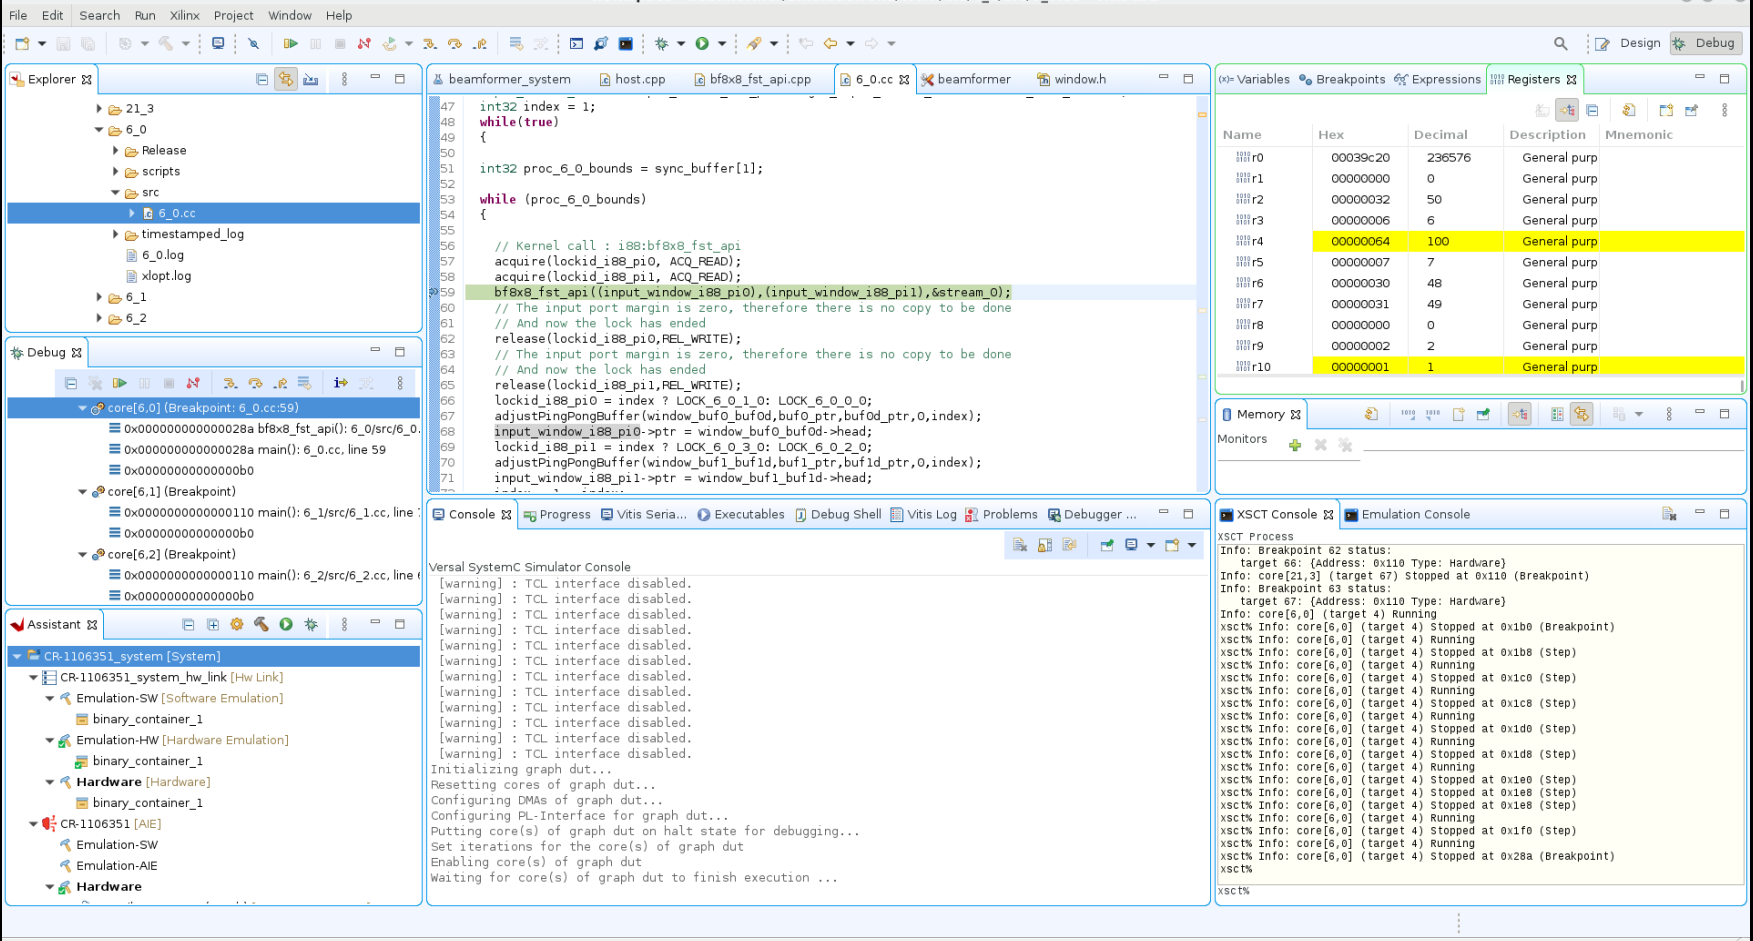 File Edit Search Run Xilinx Project Window Help
Design Debug
Explorer
21_3
6_0
Release
scripts
src
6_0.cc
timestamped_log
6_0.log
xlopt.log
6_1
6_2
Debug
core[6,0] (Breakpoint: 6_0.cc:59)
0x000000000000028a bf8x8_fst_api(): 6_0/src/6_0.
0x000000000000028a main(): 6_0.cc, line 59
0x00000000000000b0
core[6,1] (Breakpoint)
0x0000000000000110 main(): 6_1/src/6_1.cc, line
0x00000000000000b0
core[6,2] (Breakpoint)
0x0000000000000110 main(): 6_2/src/6_2.cc, line
0x00000000000000b0
Assistant
CR-1106351_system [System]
CR-1106351_system_hw_link [Hw Link]
Emulation-SW [Software Emulation]
binary_container_1
Emulation-HW [Hardware Emulation]
binary_container_1
Hardware [Hardware]
binary_container_1
CR-1106351 [AIE]
Emulation-SW
Emulation-AIE
Hardware
beamformer_system host.cpp bf8x8_fst_api.cpp 6_0.cc beamformer window.h
47 int32 index = 1;
48 while(true)
49 {
50
51 int32 proc_6_0_bounds = sync_buffer[1];
52
53 while (proc_6_0_bounds)
54 {
55
56 // Kernel call : i88:bf8x8_fst_api
57 acquire(lockid_i88_pi0, ACQ_READ);
58 acquire(lockid_i88_pi1, ACQ_READ);
59 bf8x8_fst_api((input_window_i88_pi0),(input_window_i88_pi1),&stream_0);
60 // The input port margin is zero, therefore there is no copy to be done
61 // And now the lock has ended
62 release(lockid_i88_pi0,REL_WRITE);
63 // The input port margin is zero, therefore there is no copy to be done
64 // And now the lock has ended
65 release(lockid_i88_pi1,REL_WRITE);
66 lockid_i88_pi0 = index ? LOCK_6_0_1_0: LOCK_6_0_0_0;
67 adjustPingPongBuffer(window_buf0_buf0d,buf0_ptr,buf0d_ptr,0,index);
68 input_window_i88_pi0->ptr = window_buf0_buf0d->head;
69 lockid_i88_pi1 = index ? LOCK_6_0_3_0: LOCK_6_0_2_0;
70 adjustPingPongBuffer(window_buf1_buf1d,buf1_ptr,buf1d_ptr,0,index);
71 input_window_i88_pi1->ptr = window_buf1_buf1d->head;
Console Progress Vitis Seria... Executables Debug Shell Vitis Log Problems Debugger ...
Versal SystemC Simulator Console
[warning] : TCL interface disabled.
[warning] : TCL interface disabled.
[warning] : TCL interface disabled.
[warning] : TCL interface disabled.
[warning] : TCL interface disabled.
[warning] : TCL interface disabled.
[warning] : TCL interface disabled.
[warning] : TCL interface disabled.
[warning] : TCL interface disabled.
[warning] : TCL interface disabled.
[warning] : TCL interface disabled.
[warning] : TCL interface disabled.
Initializing graph dut...
Resetting cores of graph dut...
Configuring DMAs of graph dut...
Configuring PL-Interface for graph dut...
Putting core(s) of graph dut on halt state for debugging...
Set iterations for the core(s) of graph dut
Enabling core(s) of graph dut
Waiting for core(s) of graph dut to finish execution ...
(x)= Variables Breakpoints Expressions Registers
Name Hex Decimal Description Mnemonic
r0 00039c20 236576 General purp
r1 00000000 0 General purp
r2 00000032 50 General purp
r3 00000006 6 General purp
r4 00000064 100 General purp
r5 00000007 7 General purp
r6 00000030 48 General purp
r7 00000031 49 General purp
r8 00000000 0 General purp
r9 00000002 2 General purp
r10 00000001 1 General purp
Memory
Monitors
XSCT Console Emulation Console
XSCT Process
Info: Breakpoint 62 status:
target 66: {Address: 0x110 Type: Hardware}
Info: core[21,3] (target 67) Stopped at 0x110 (Breakpoint)
Info: Breakpoint 63 status:
target 67: {Address: 0x110 Type: Hardware}
Info: core[6,0] (target 4) Running
xsct% Info: core[6,0] (target 4) Stopped at 0x1b0 (Breakpoint)
xsct% Info: core[6,0] (target 4) Running
xsct% Info: core[6,0] (target 4) Stopped at 0x1b8 (Step)
xsct% Info: core[6,0] (target 4) Running
xsct% Info: core[6,0] (target 4) Stopped at 0x1c0 (Step)
xsct% Info: core[6,0] (target 4) Running
xsct% Info: core[6,0] (target 4) Stopped at 0x1c8 (Step)
xsct% Info: core[6,0] (target 4) Running
xsct% Info: core[6,0] (target 4) Stopped at 0x1d0 (Step)
xsct% Info: core[6,0] (target 4) Running
xsct% Info: core[6,0] (target 4) Stopped at 0x1d8 (Step)
xsct% Info: core[6,0] (target 4) Running
xsct% Info: core[6,0] (target 4) Stopped at 0x1e0 (Step)
xsct% Info: core[6,0] (target 4) Stopped at 0x1e8 (Step)
xsct% Info: core[6,0] (target 4) Stopped at 0x1e8 (Step)
xsct% Info: core[6,0] (target 4) Running
xsct% Info: core[6,0] (target 4) Stopped at 0x1f0 (Step)
xsct% Info: core[6,0] (target 4) Running
xsct% Info: core[6,0] (target 4) Stopped at 0x28a (Breakpoint)
xsct%
xsct%